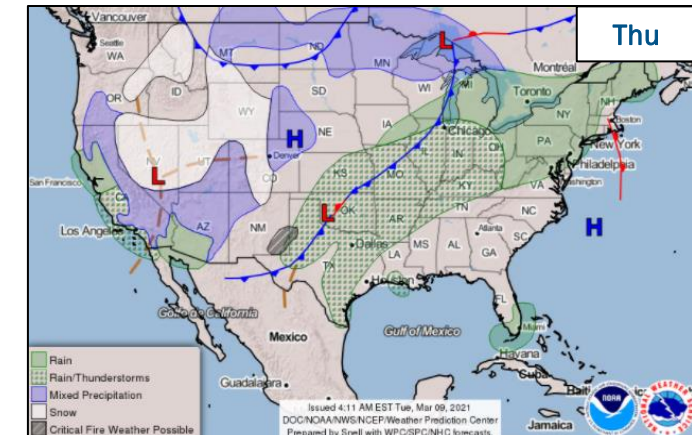 Thu
Vancouver
Seattle
WA
MT
ND
MN
Montréal
OR
ID
WY
SD
WI
MI
Toronto
NH
NY
Boston
H
NE
IA
Chicago
New York
Denver
IN
PA
Philadelphia
NV
UT
CO
KS
MO
KY
VA
Washington
San Francisco
CA
L
L
L
AZ
NM
OK
AR
TN
NC
H
Los Angeles
Dallas
Atlanta
SC
TX
LA
MS
AL
GA
Houston
FL
Golfo de California
Mexico
Gulf of Mexico
Miami
Havana
Cuba
Guadalajara
Jamaica
Rain
Rain/Thunderstorms
Mixed Precipitation
Snow
Critical Fire Weather Possible
Issued 4:11 AM EST Tue, Mar 09, 2021
DOC/NOAA/NWS/NCEP/Weather Prediction Center
Prepared by Snell with WPC/SPC/NHC forecasts.
NOAA